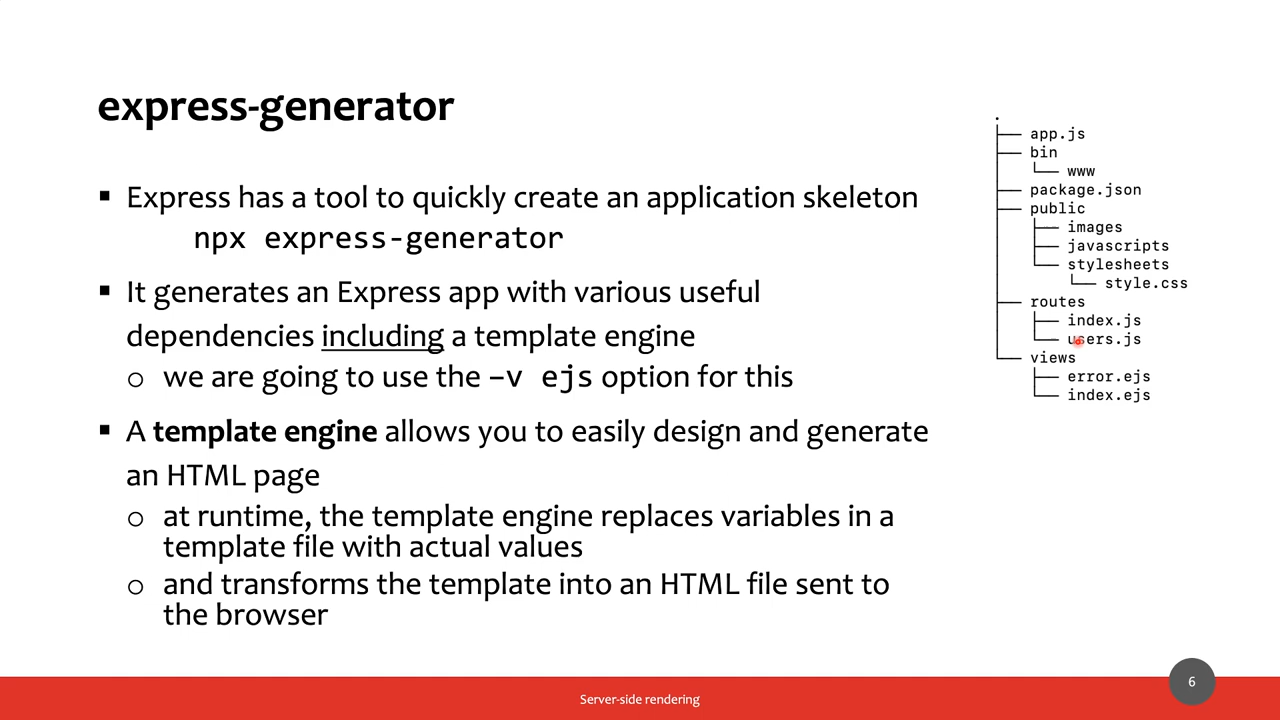 express-generator
▪ Express has a tool to quickly create an application skeleton
npx express-generator
▪ It generates an Express app with various useful
dependencies including a template engine
o we are going to use the –v ejs option for this
▪ A template engine allows you to easily design and generate
an HTML page
o at runtime, the template engine replaces variables in a
template file with actual values
o and transforms the template into an HTML file sent to
the browser
.
├── app.js
├── bin
│   └── www
├── package.json
├── public
│   ├── images
│   ├── javascripts
│   └── stylesheets
│       └── style.css
├── routes
│   ├── index.js
│   └── users.js
└── views
    ├── error.ejs
    └── index.ejs
Server-side rendering
6